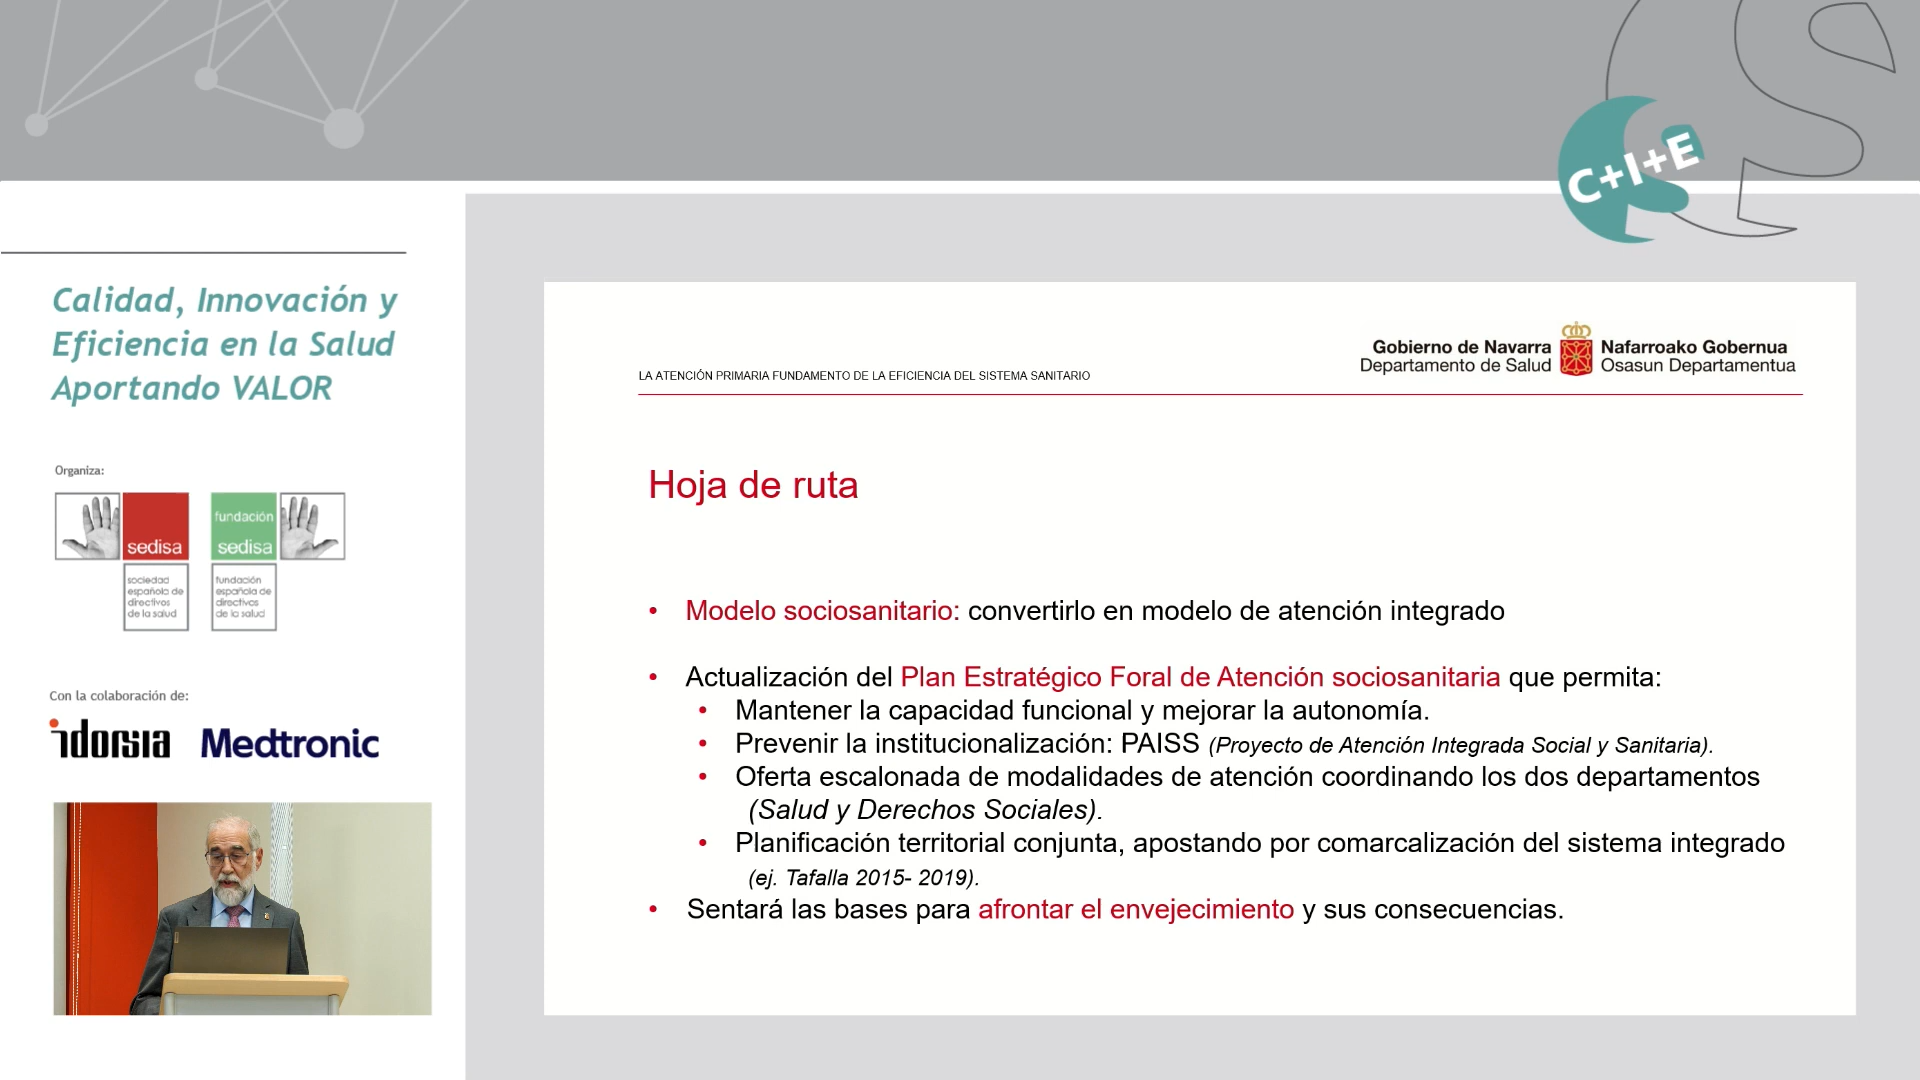 C+I+E
Calidad, Innovación y
Eficiencia en la Salud
Aportando VALOR
Organiza:
sedisa
sociedad
española de
directivos
de la salud
fundación
sedisa
fundación
española de
directivos
de la salud
Con la colaboración de:
idorsia
Medtronic
LA ATENCIÓN PRIMARIA FUNDAMENTO DE LA EFICIENCIA DEL SISTEMA SANITARIO
Gobierno de Navarra
Departamento de Salud
Nafarroako Gobernua
Osasun Departamentua
Hoja de ruta
• Modelo sociosanitario: convertirlo en modelo de atención integrado
• Actualización del Plan Estratégico Foral de Atención sociosanitaria que permita:
• Mantener la capacidad funcional y mejorar la autonomía.
• Prevenir la institucionalización: PAISS (Proyecto de Atención Integrada Social y Sanitaria).
• Oferta escalonada de modalidades de atención coordinando los dos departamentos
(Salud y Derechos Sociales).
• Planificación territorial conjunta, apostando por comarcalización del sistema integrado
(ej. Tafalla 2015- 2019).
• Sentará las bases para afrontar el envejecimiento y sus consecuencias.